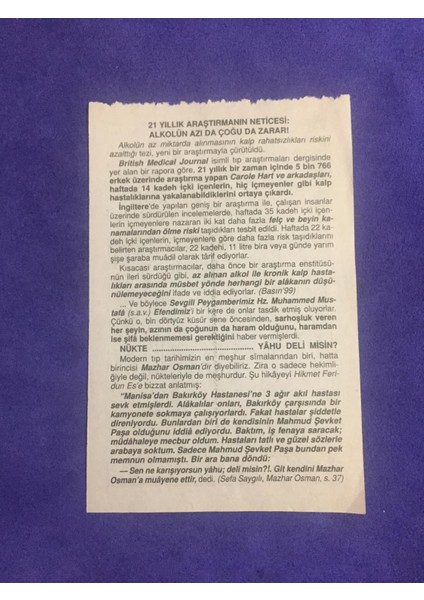 21 YILLIK ARAŞTIRMANIN NETİCESİ:
ALKOLÜN AZI DA ÇOĞU DA ZARARI
Alkolün az miktarda alınmasının kalp rahatsızlıkları riskini
azalttığı tezi, yeni bir araştırmayla çürütüldü.
British Medical Journal isimli tıp araştırmaları dergisinde
yer alan bir rapora göre, 21 yıllık bir zaman içinde 5 bin 766
erkek üzerinde araştırma yapan Carole Hart ve arkadaşları,
haftada 14 kadeh içki içenlerin, hiç içmeyenler gibi kalp
hastalıklarına yakalanabildiklerini ortaya çıkardı.
İngiltere'de yapılan geniş bir araştırma ile, çalışan insanlar
üzerinde sürdürülen incelemelerde, haftada 35 kadeh içki içen-
lerin içmeyenlere nazaran iki kat daha fazla felç ve beyin ka-
namalarından ölme riski taşıdıkları tesbit edildi. Haftada 22 ka-
deh içki içenlerin, içmeyenlere göre daha fazla risk taşıdıklarını
belirten araştırmacılar, 22 kadehi, 11 litre bira veya günde yarım
şişe şaraba muâdil olarak târif ediyorlar.
Kısacası araştırmacılar, daha önce bir araştırma enstitüsü-
nün ileri sürdüğü gibi, az alınan alkol ile kronik kalp hasta-
lıkları arasında müsbet yönde herhangi bir alâkanın düşü-
nülemeyeceğini ifade ve iddia ediyorlar. (Basın'99)
... Ve böylece Sevgili Peygamberimiz Hz. Muhammed Mus-
tafâ (s.a.v.) Efendimiz'i bir kere de onlar tasdik etmiş oluyorlar.
Çünkü o, bin dörtyüz küsür sene öncesinden, sarhoşluk veren
her şeyin, azının da çoğunun da haram olduğunu, haramdan
ise şifâ beklenmemesi gerektiğini haber vermişlerdi.
NÜKTE .................................. YÂHU DELİ MİSİN?
Modern tıp tarihimizin en meşhur sîmalarından biri, hatta
birincisi Mazhar Osman'dır diyebiliriz. Zira o sadece hekimli-
ğiyle değil, nükteleriyle de meşhurdur. Şu hikâyeyi Hikmet Feri-
dun Es'e bizzat anlatmış:
"Manisa'dan Bakırköy Hastanesi'ne 3 ağır akıl hastası
sevk etmişlerdi. Alâkalılar onları, Bakırköy çarşısında bir
kamyonete sokmaya çalışıyorlardı. Fakat hastalar şiddetle
direniyordu. Bunlardan biri de kendisinin Mahmud Şevket
Paşa olduğunu iddiâ ediyordu. Baktım, iş fenaya saracak;
müdâhaleye mecbur oldum. Hastaları tatlı ve güzel sözlerle
arabaya soktum. Sadece Mahmud Şevket Paşa bundan pek
memnun olmamıştı. Bir ara bana döndü:
— Sen ne karışıyorsun yâhu; deli misin?!. Git kendini Mazhar
Osman'a muâyene ettir, dedi. (Sefa Saygılı, Mazhar Osman, s. 37)